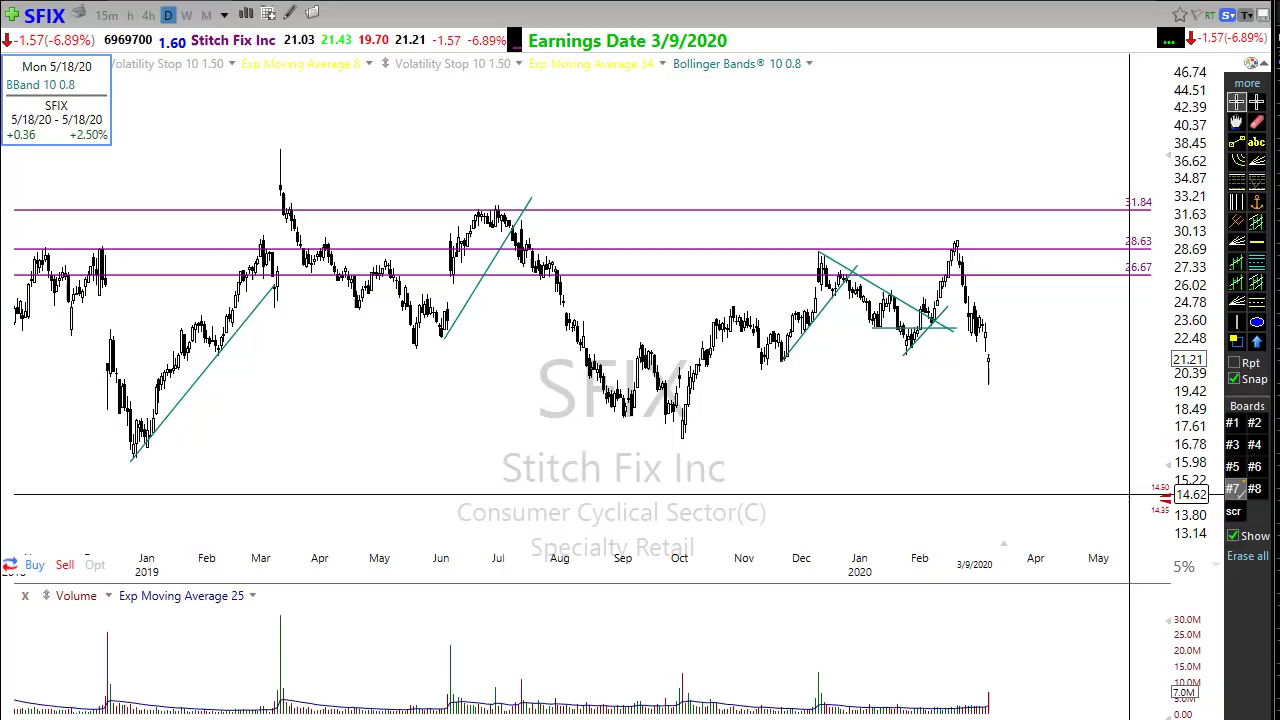 SFIX 15m h 4h D W M RT S T
-1.57(-6.89%) 6969700 1.60 Stitch Fix Inc 21.03 21.43 19.70 21.21 -1.57 -6.89% Earnings Date 3/9/2020 ... -1.57(-6.89%)
Mon 5/18/20
BBand 10 0.8
SFIX
5/18/20 - 5/18/20
+0.36 +2.50%
Volatility Stop 10 1.50 Exp Moving Average 8 Volatility Stop 10 1.50 Exp Moving Average 34 Bollinger Bands® 10 0.8
46.74
44.51
42.39
40.37
38.45
36.62
34.87
33.21
31.63
30.13
28.69
27.33
26.02
24.78
23.60
22.48
21.21
20.39
19.42
18.49
17.61
16.78
15.98
15.22
14.62
13.80
13.14
31.84
28.63
26.67
14.50
14.35
SFIX
Stitch Fix Inc
Consumer Cyclical Sector(C)
Specialty Retail
Jan Feb Mar Apr May Jun Jul Aug Sep Oct Nov Dec Jan Feb 3/9/2020 Apr May
2019 2020
Buy Sell Opt
5%
x Volume Exp Moving Average 25
30.0M
25.0M
20.0M
15.0M
10.0M
7.0M
5.0M
0.00
more
abc
Rpt
Snap
Boards
#1 #2
#3 #4
#5 #6
#7 #8
scr
Show
Erase all